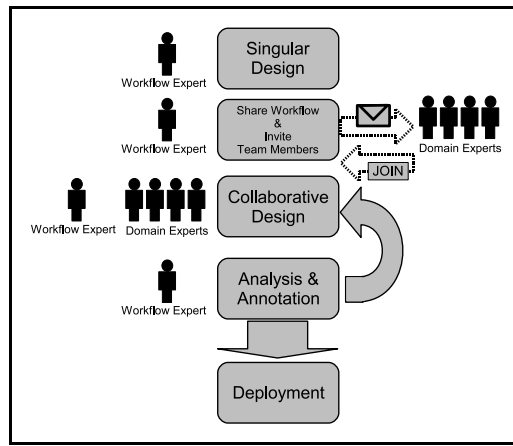 Singular
Design
Workflow Expert
Share Workflow
&
Invite
Team Members
Workflow Expert
Domain Experts
JOIN
Collaborative
Design
Workflow Expert
Domain Experts
Analysis &
Annotation
Workflow Expert
Deployment